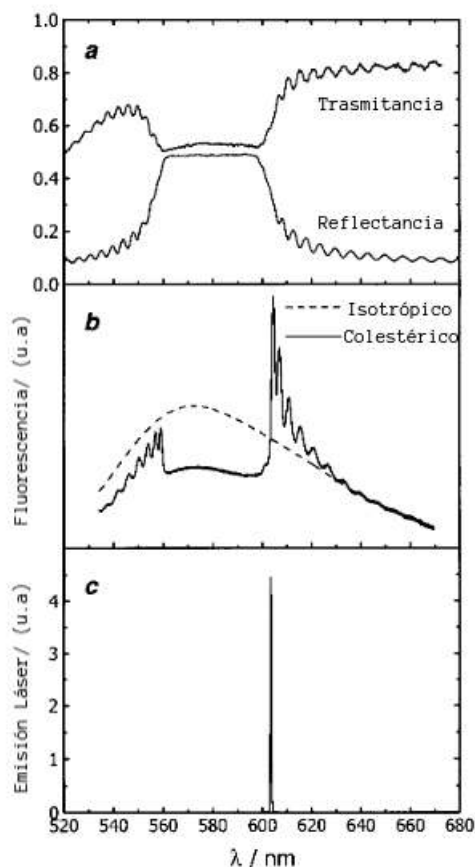 a
1.0
0.8
0.6
0.4
0.2
0.0
Trasmitancia
Reflectancia
b
Isotrópico
Colestérico
Fluorescencia/ (u.a)
c
4
3
2
1
0
Emisión Láser/ (u.a)
520 540 560 580 600 620 640 660 680
λ / nm